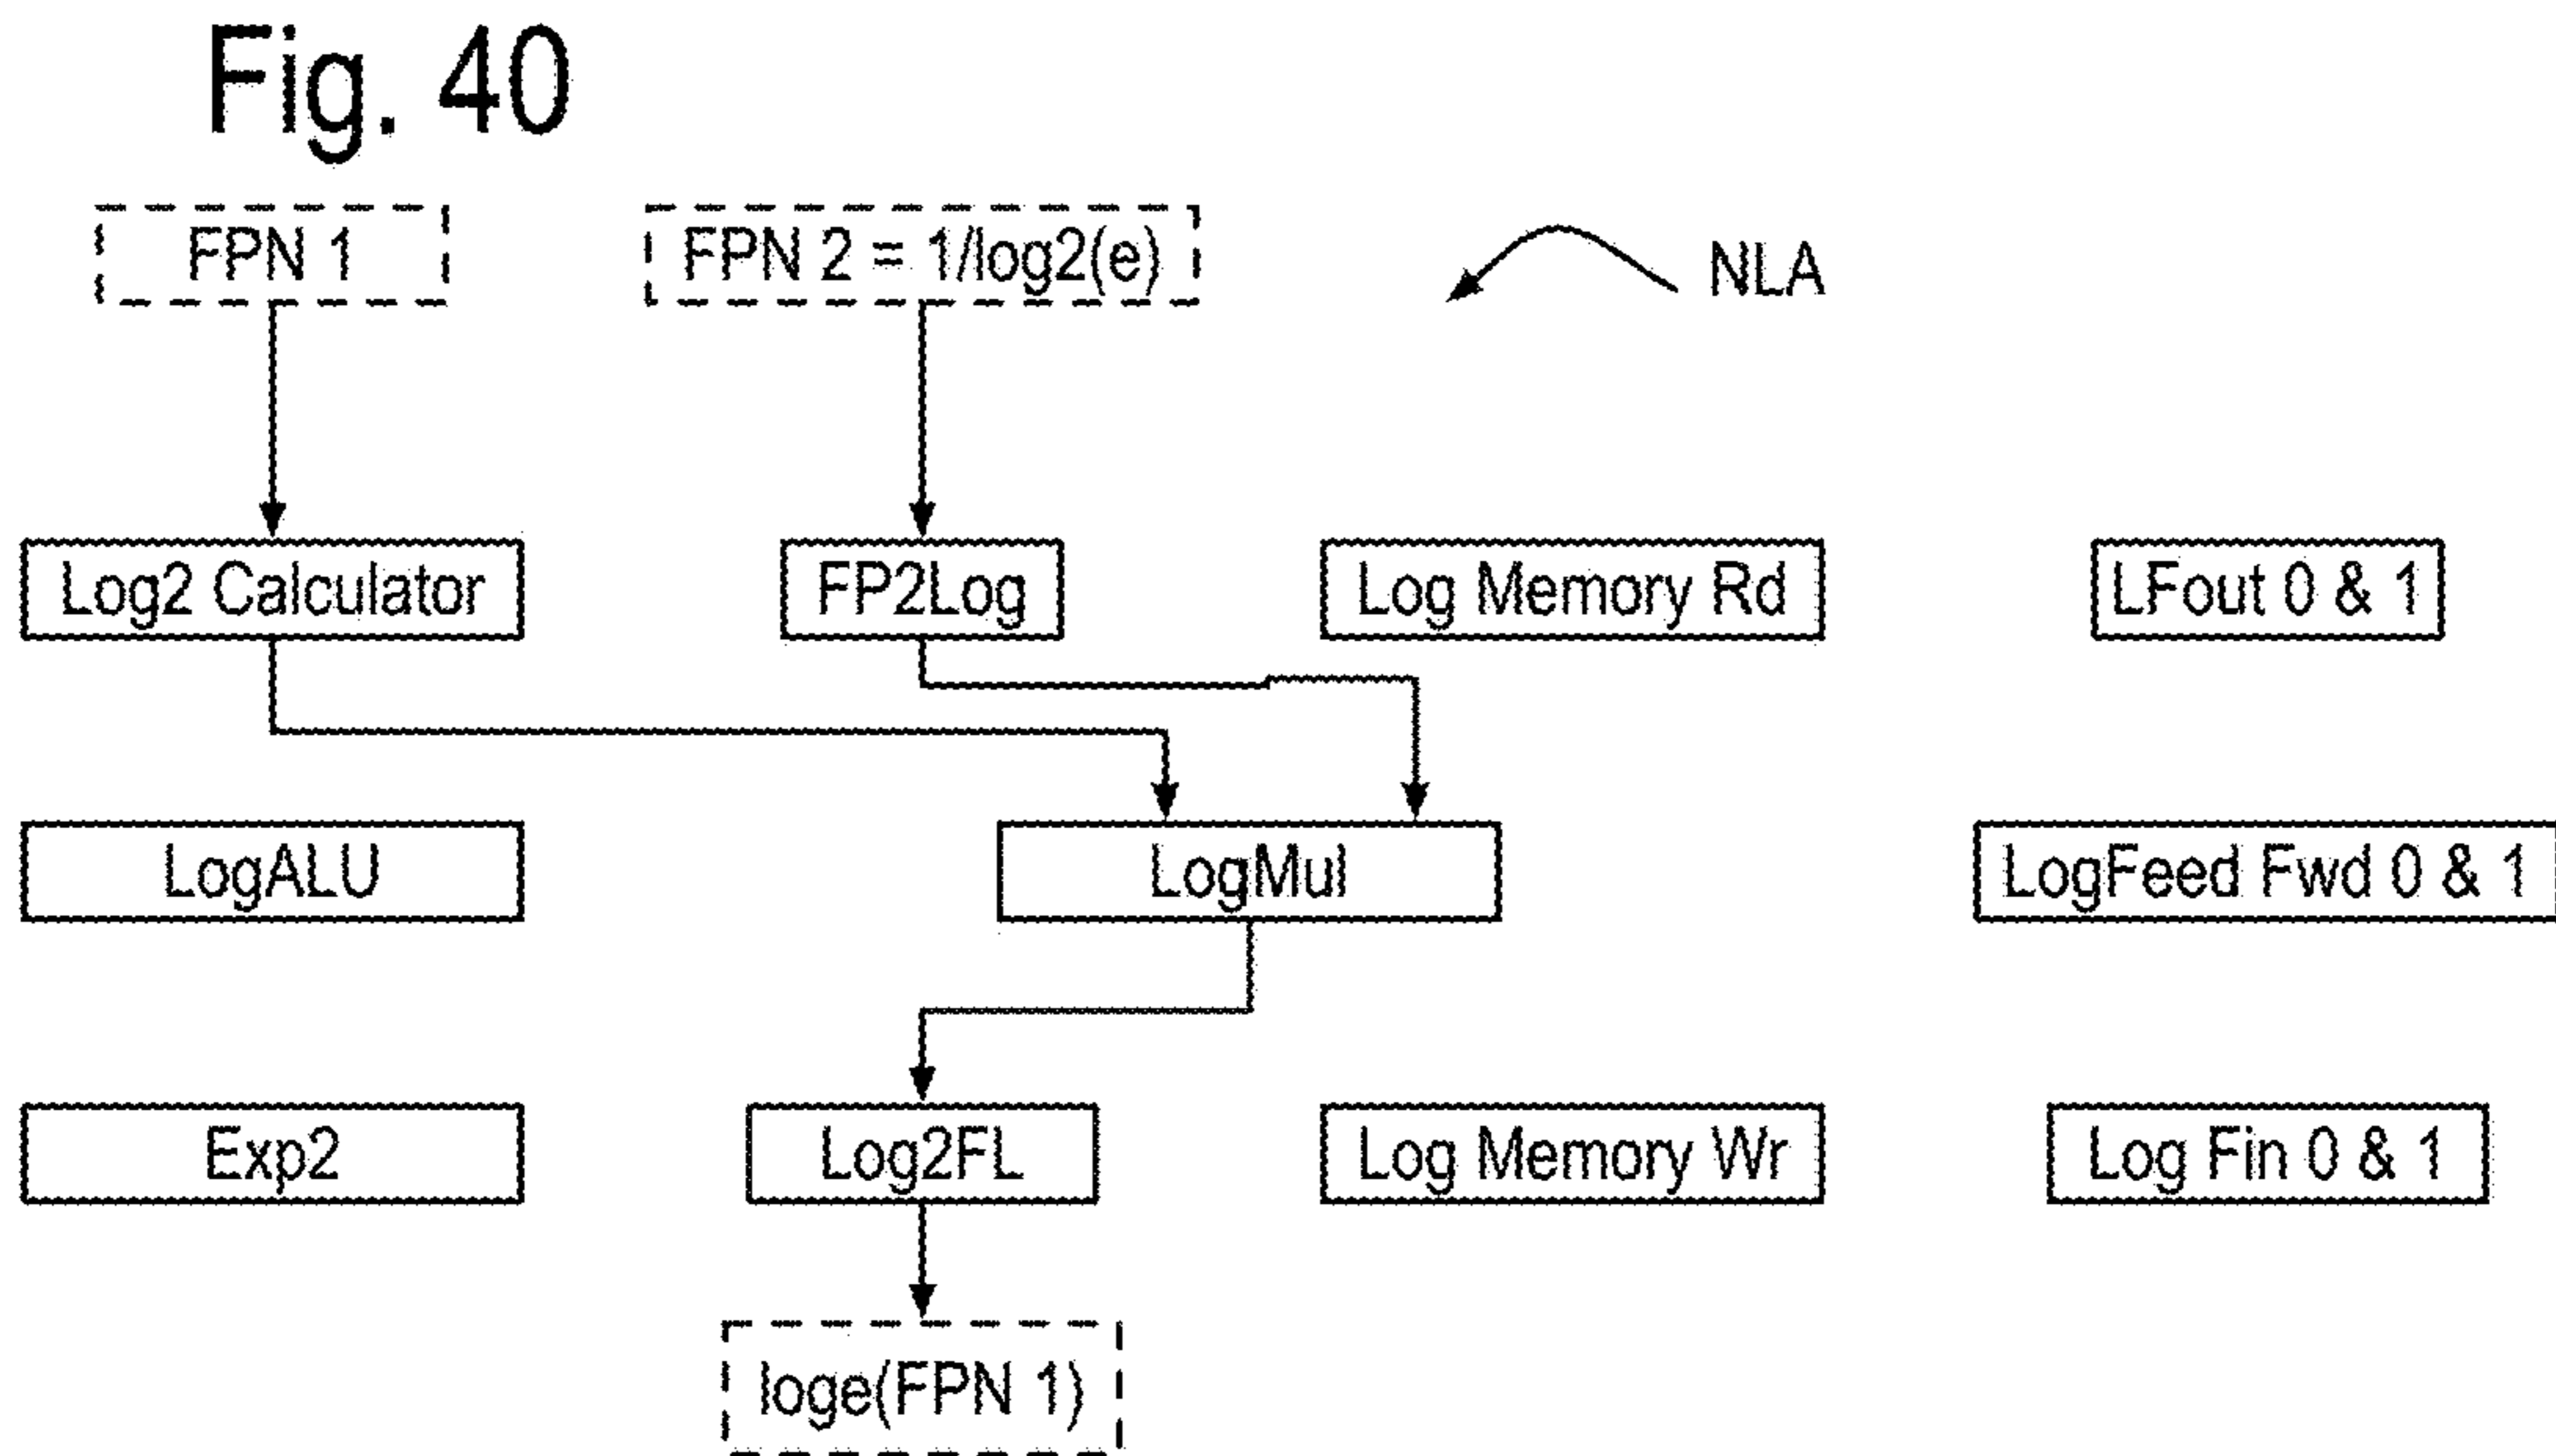 Fig. 40
FPN 1
FPN 2 = 1/log2(e)
NLA
Log2 Calculator
FP2Log
Log Memory Rd
LFout 0 & 1
LogALU
LogMul
LogFeed Fwd 0 & 1
Exp2
Log2FL
Log Memory Wr
Log Fin 0 & 1
loge(FPN 1)